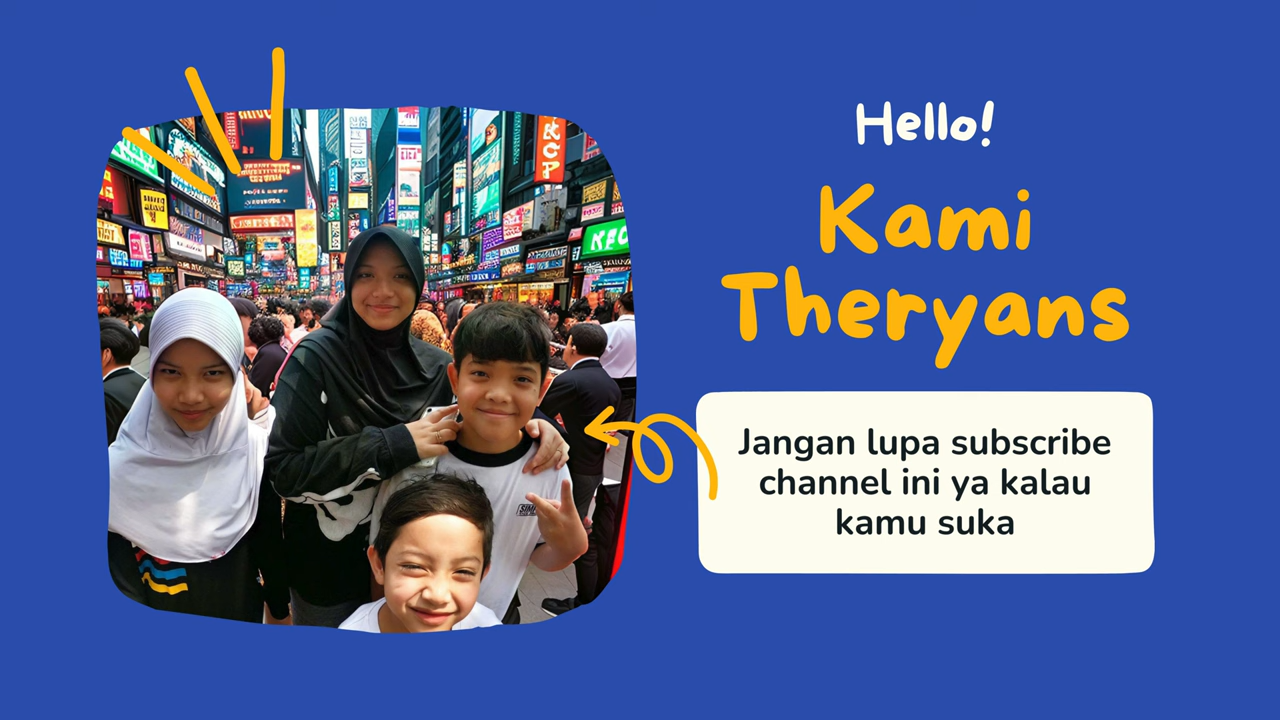 Hello!
Kami
Theryans
Jangan lupa subscribe
channel ini ya kalau
kamu suka